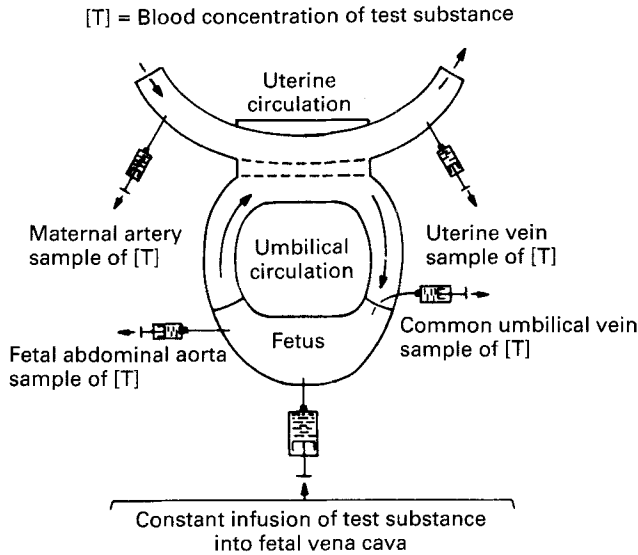 [T] = Blood concentration of test substance
Uterine
circulation
Maternal artery
sample of [T]
Umbilical
circulation
Uterine vein
sample of [T]
Fetus
Fetal abdominal aorta
sample of [T]
Common umbilical vein
sample of [T]
Constant infusion of test substance
into fetal vena cava